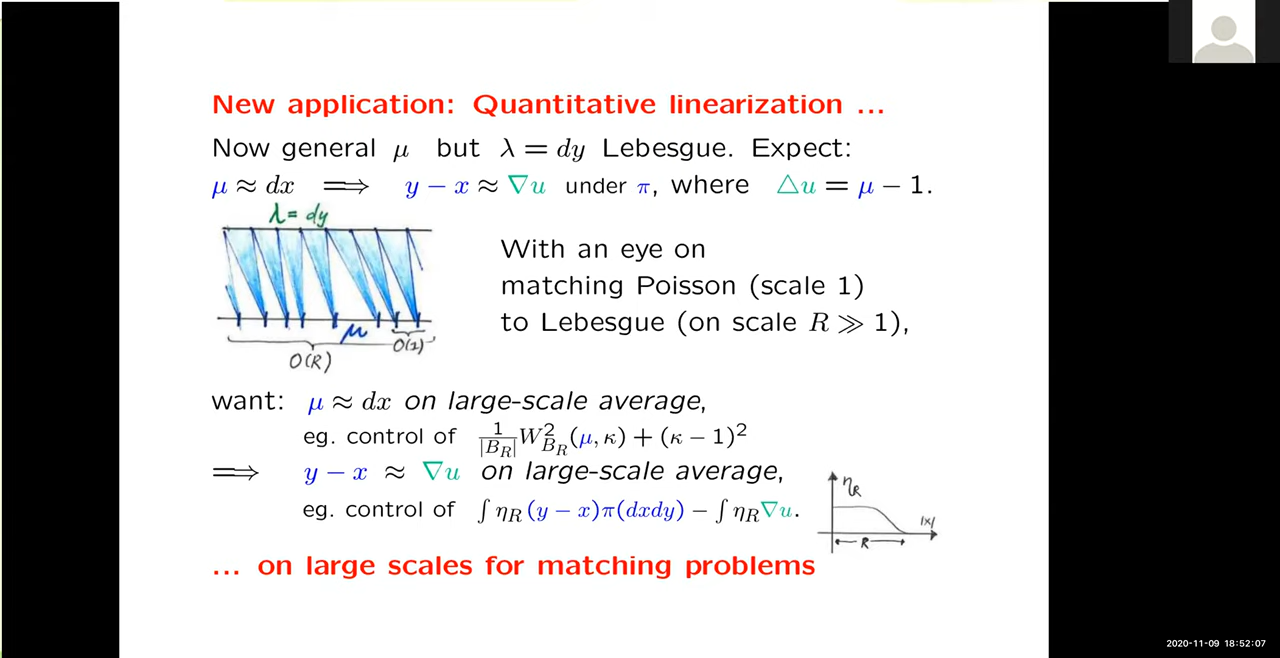 New application: Quantitative linearization ...
Now general μ but λ = dy Lebesgue. Expect:
μ ≈ dx ⟹ y − x ≈ ∇u under π, where △u = μ − 1.
λ = dy
μ
O(R)
O(1)
With an eye on
matching Poisson (scale 1)
to Lebesgue (on scale R ≫ 1),
want: μ ≈ dx on large-scale average,
eg. control of 1/|B_R| W²_{B_R}(μ, κ) + (κ − 1)²
⟹ y − x ≈ ∇u on large-scale average,
eg. control of ∫ η_R (y − x)π(dxdy) − ∫ η_R ∇u.
η_R
|x|
R
... on large scales for matching problems
2020-11-09 18:52:07